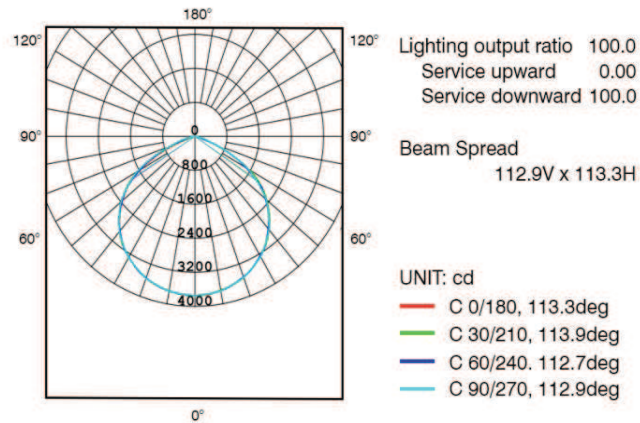 180°
120°
120°
90°
90°
60°
60°
0
800
1600
2400
3200
4000
0°
Lighting output ratio 100.0
Service upward 0.00
Service downward 100.0
Beam Spread
112.9V x 113.3H
UNIT: cd
C 0/180, 113.3deg
C 30/210, 113.9deg
C 60/240. 112.7deg
C 90/270, 112.9deg